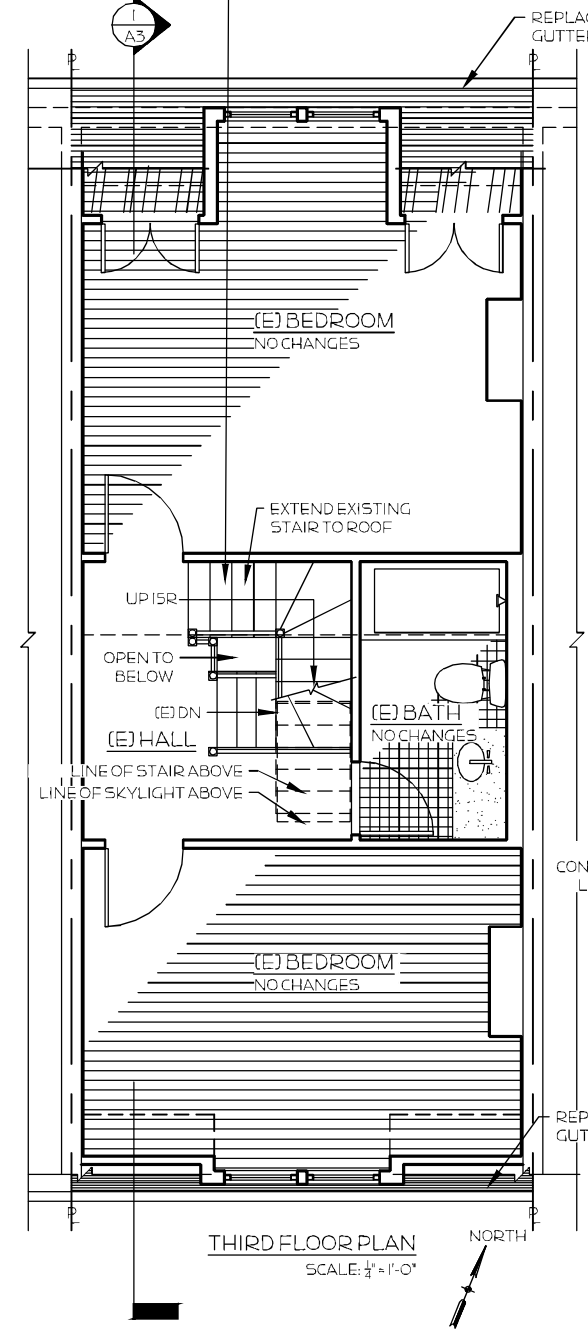 1
A3
REPLAC
GUTTER
P
L
P
L
(E) BEDROOM
NO CHANGES
EXTEND EXISTING
STAIR TO ROOF
UP 15R
OPEN TO
BELOW
(E) DN
(E) BATH
NO CHANGES
(E) HALL
LINE OF STAIR ABOVE
LINE OF SKYLIGHT ABOVE
CON
L
(E) BEDROOM
NO CHANGES
REP
GUT
P
L
P
L
THIRD FLOOR PLAN
SCALE: 1/4" = 1'-0"
NORTH